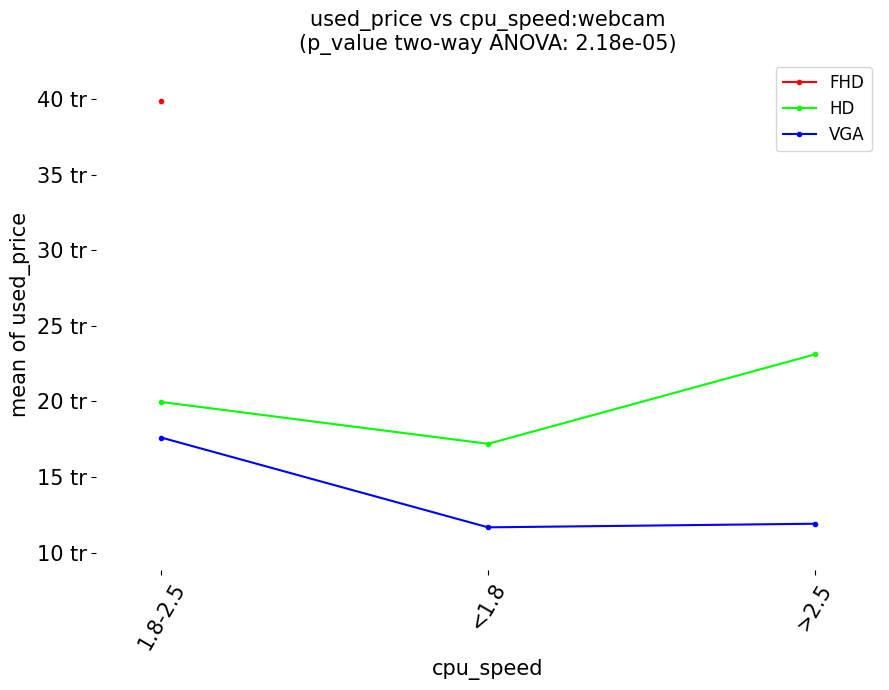 used_price vs cpu_speed:webcam
(p_value two-way ANOVA: 2.18e-05)
FHD
HD
VGA
40 tr
35 tr
30 tr
25 tr
20 tr
15 tr
10 tr
mean of used_price
1.8-2.5
<1.8
>2.5
cpu_speed